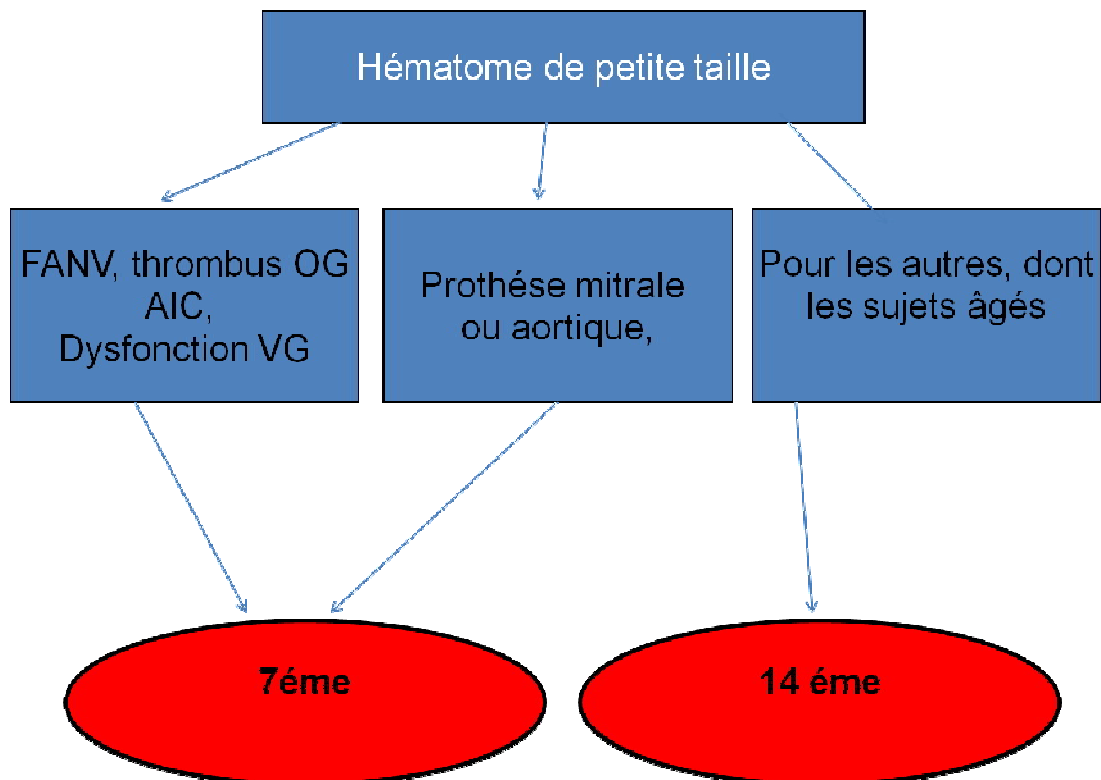 Hématome de petite taille
FANV, thrombus OG
AIC,
Dysfonction VG
Prothése mitrale
ou aortique,
Pour les autres, dont
les sujets âgés
7éme
14 éme